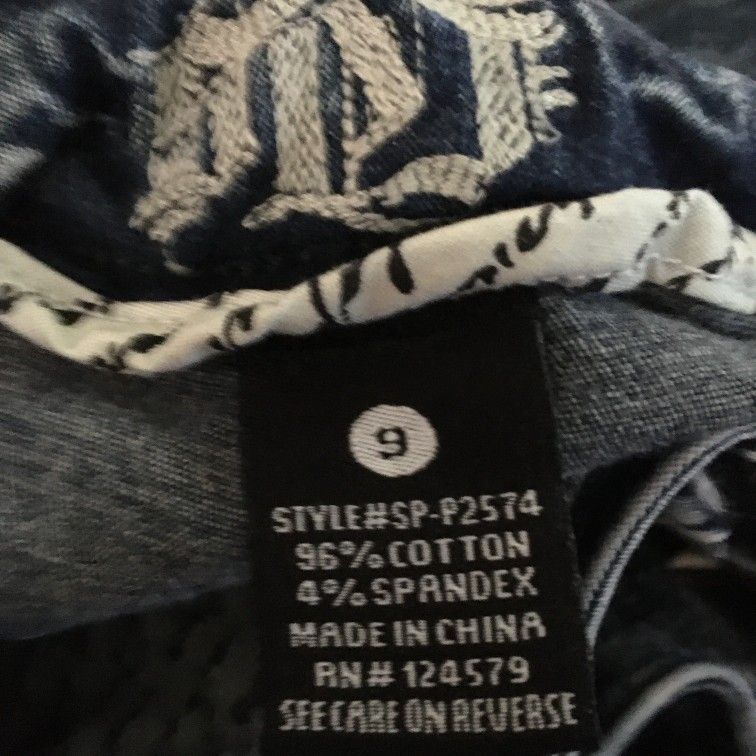 9
STYLE#SP-P2574
96%COTTON
4%SPANDEX
MADE IN CHINA
RN# 124579
SEE CARE ON REVERSE